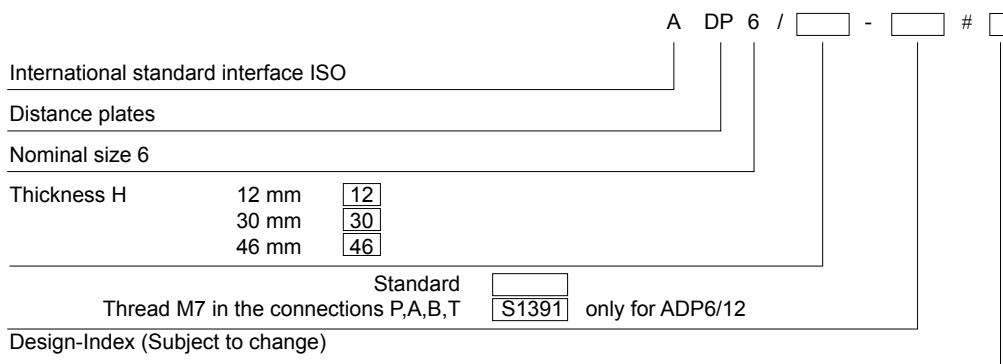 A DP 6 / - #
International standard interface ISO
Distance plates
Nominal size 6
Thickness H 12 mm 12
30 mm 30
46 mm 46
Standard
Thread M7 in the connections P,A,B,T S1391 only for ADP6/12
Design-Index (Subject to change)